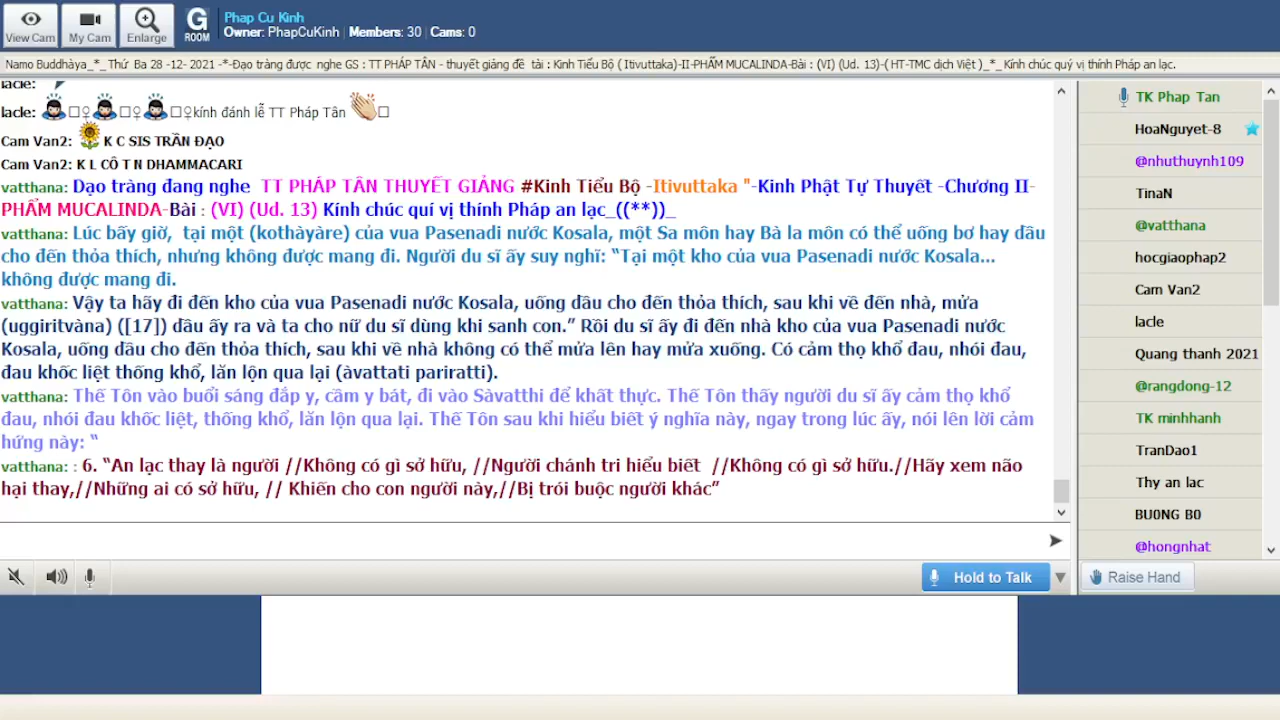 View Cam
My Cam
Enlarge
G
ROOM
Phap Cu Kinh
Owner: PhapCuKinh | Members: 30 | Cams: 0
Namo Buddhàya_*_Thứ Ba 28 -12- 2021 -*-Đạo tràng được nghe GS : TT PHÁP TÂN - thuyết giảng đề tài : Kinh Tiểu Bộ ( Itivuttaka)-II-PHẨM MUCALINDA-Bài : (VI) (Ud. 13)-( HT-TMC dịch Việt )_*_ Kính chúc quý vị thính Pháp an lạc.
lacle:
lacle: kính đánh lễ TT Pháp Tân
Cam Van2: K C SIS TRẦN ĐẠO
Cam Van2: K L CÔ T N DHAMMACARI
vatthana: Dạo tràng đang nghe TT PHÁP TÂN THUYẾT GIẢNG #Kinh Tiểu Bộ -Itivuttaka "-Kinh Phật Tự Thuyết -Chương II-
PHẨM MUCALINDA-Bài : (VI) (Ud. 13) Kính chúc quí vị thính Pháp an lạc_((**))_
vatthana: Lúc bấy giờ, tại một (kothàyàre) của vua Pasenadi nước Kosala, một Sa môn hay Bà la môn có thể uống bơ hay dầu
cho đến thỏa thích, nhưng không được mang đi. Người du sĩ ấy suy nghĩ: “Tại một kho của vua Pasenadi nước Kosala...
không được mang đi.
vatthana: Vậy ta hãy đi đến kho của vua Pasenadi nước Kosala, uống dầu cho đến thỏa thích, sau khi về đến nhà, mửa
(uggiritvàna) ([17]) dầu ấy ra và ta cho nữ du sĩ dùng khi sanh con.” Rồi du sĩ ấy đi đến nhà kho của vua Pasenadi nước
Kosala, uống dầu cho đến thỏa thích, sau khi về nhà không có thể mửa lên hay mửa xuống. Có cảm thọ khổ đau, nhói đau,
đau khốc liệt thống khổ, lăn lộn qua lại (àvattati pariratti).
vatthana: Thế Tôn vào buổi sáng đắp y, cầm y bát, đi vào Sàvatthi để khất thực. Thế Tôn thấy người du sĩ ấy cảm thọ khổ
đau, nhói đau khốc liệt, thống khổ, lăn lộn qua lại. Thế Tôn sau khi hiểu biết ý nghĩa này, ngay trong lúc ấy, nói lên lời cảm
hứng này: “
vatthana: : 6. “An lạc thay là người //Không có gì sở hữu, //Người chánh tri hiểu biết //Không có gì sở hữu.//Hãy xem não
hại thay,//Những ai có sở hữu, // Khiến cho con người này,//Bị trói buộc người khác”
Hold to Talk
TK Phap Tan
HoaNguyet-8
@nhuthuynh109
TinaN
@vatthana
hocgiaophap2
Cam Van2
lacle
Quang thanh 2021
@rangdong-12
TK minhhanh
TranDao1
Thy an lac
BU0NG B0
@hongnhat
Raise Hand